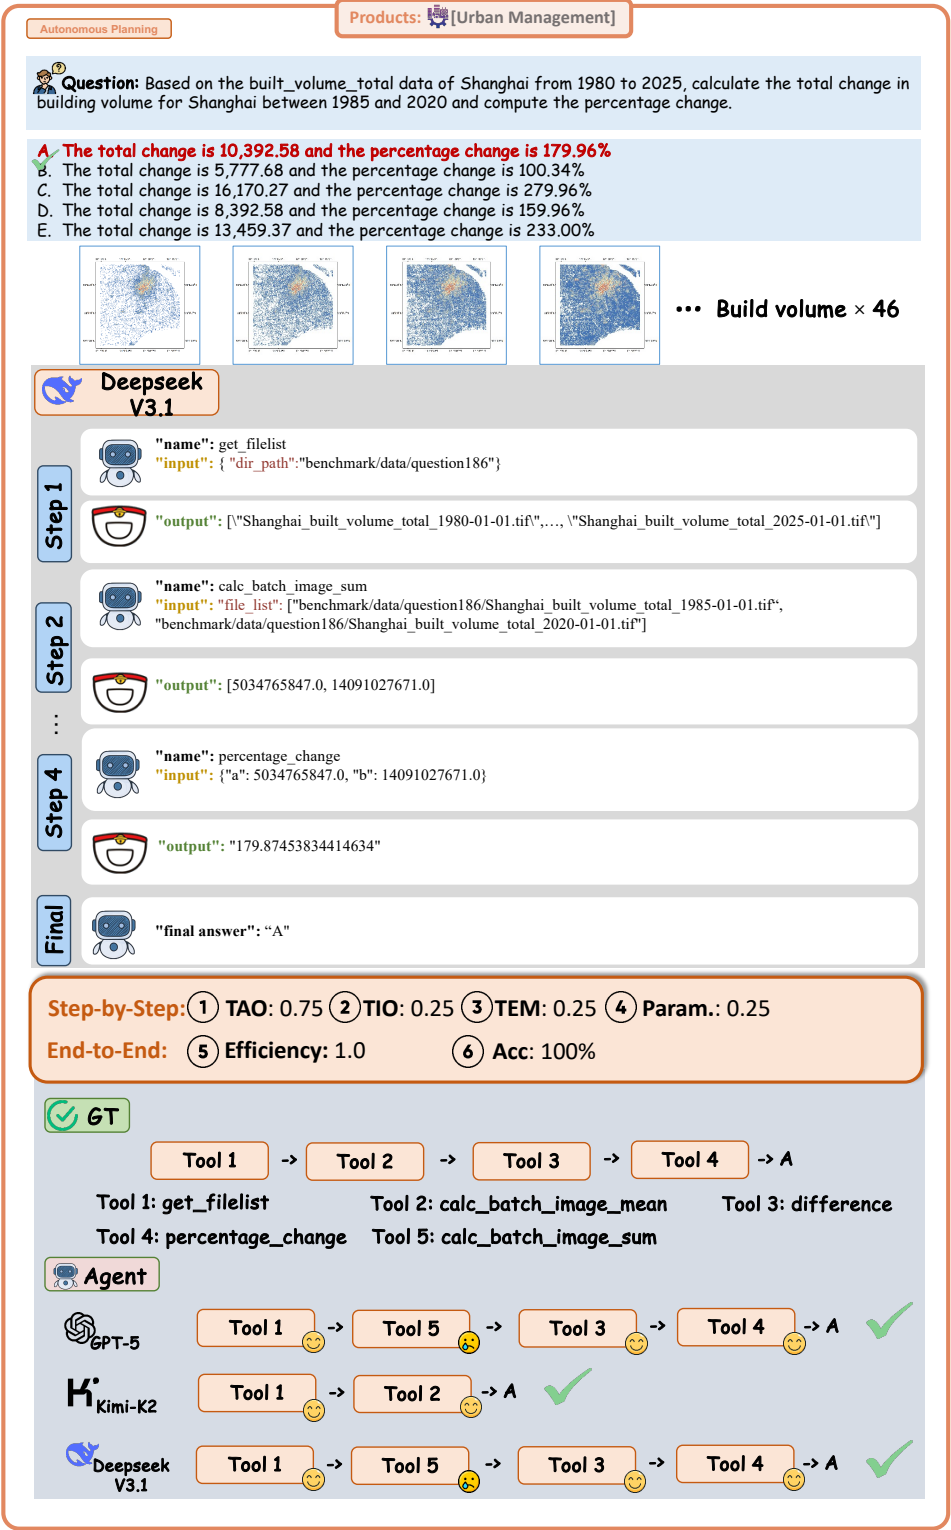 Products: [Urban Management]
Autonomous Planning
Question: Based on the built_volume_total data of Shanghai from 1980 to 2025, calculate the total change in
building volume for Shanghai between 1985 and 2020 and compute the percentage change.
A. The total change is 10,392.58 and the percentage change is 179.96%
B. The total change is 5,777.68 and the percentage change is 100.34%
C. The total change is 16,170.27 and the percentage change is 279.96%
D. The total change is 8,392.58 and the percentage change is 159.96%
E. The total change is 13,459.37 and the percentage change is 233.00%
... Build volume × 46
Deepseek
V3.1
Step 1
"name": get_filelist
"input": { "dir_path":"benchmark/data/question186"}
"output": [\"Shanghai_built_volume_total_1980-01-01.tif\",..., \"Shanghai_built_volume_total_2025-01-01.tif\"]
Step 2
"name": calc_batch_image_sum
"input": "file_list": ["benchmark/data/question186/Shanghai_built_volume_total_1985-01-01.tif“,
"benchmark/data/question186/Shanghai_built_volume_total_2020-01-01.tif"]
"output": [5034765847.0, 14091027671.0]
...
Step 4
"name": percentage_change
"input": {"a": 5034765847.0, "b": 14091027671.0}
"output": "179.87453834414634"
Final
"final answer": “A"
Step-by-Step: 1 TAO: 0.75 2 TIO: 0.25 3 TEM: 0.25 4 Param.: 0.25
End-to-End: 5 Efficiency: 1.0 6 Acc: 100%
GT
Tool 1 -> Tool 2 -> Tool 3 -> Tool 4 -> A
Tool 1: get_filelist Tool 2: calc_batch_image_mean Tool 3: difference
Tool 4: percentage_change Tool 5: calc_batch_image_sum
Agent
GPT-5 Tool 1 -> Tool 5 -> Tool 3 -> Tool 4 -> A
Kimi-K2 Tool 1 -> Tool 2 -> A
Deepseek
V3.1 Tool 1 -> Tool 5 -> Tool 3 -> Tool 4 -> A